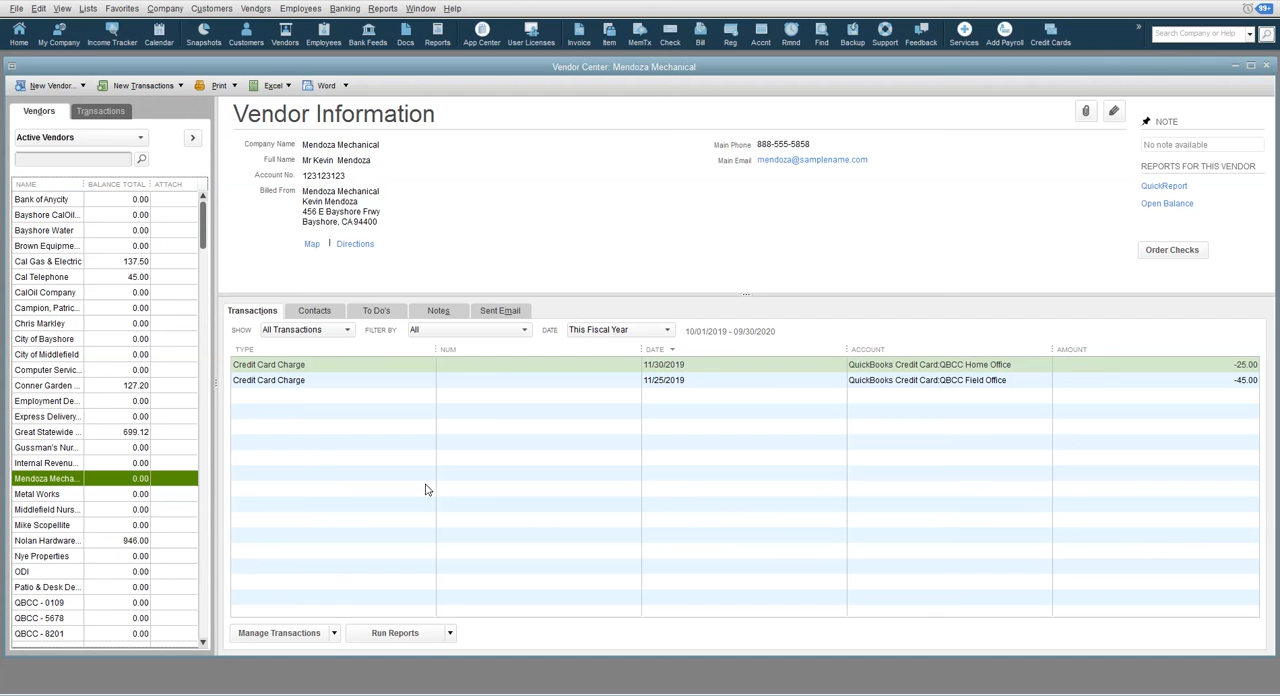 File Edit View Lists Favorites Company Customers Vendors Employees Banking Reports Window Help 99+
Home My Company Income Tracker Calendar Snapshots Customers Vendors Employees Bank Feeds Docs Reports App Center User Licenses Invoice Item MemTx Check Bill Reg Accnt Rmnd Find Backup Support Feedback Services Add Payroll Credit Cards » Search Company or Help
Vendor Center: Mendoza Mechanical
New Vendor... New Transactions Print Excel Word
Vendors Transactions
Active Vendors
NAME BALANCE TOTAL ATTACH
Bank of Anycity 0.00
Bayshore CalOil... 0.00
Bayshore Water 0.00
Brown Equipme... 0.00
Cal Gas & Electric 137.50
Cal Telephone 45.00
CalOil Company 0.00
Campion, Patric... 0.00
Chris Markley 0.00
City of Bayshore 0.00
City of Middlefield 0.00
Computer Servic... 0.00
Conner Garden ... 127.20
Employment De... 0.00
Express Delivery... 0.00
Great Statewide ... 699.12
Gussman's Nur... 0.00
Internal Revenu... 0.00
Mendoza Mecha... 0.00
Metal Works 0.00
Middlefield Nurs... 0.00
Mike Scopellite 0.00
Nolan Hardware... 946.00
Nye Properties 0.00
ODI 0.00
Patio & Desk De... 0.00
QBCC - 0109 0.00
QBCC - 5678 0.00
QBCC - 8201 0.00
Vendor Information
Company Name Mendoza Mechanical
Full Name Mr Kevin Mendoza
Account No. 123123123
Billed From Mendoza Mechanical
Kevin Mendoza
456 E Bayshore Frwy
Bayshore, CA 94400
Map | Directions
Main Phone 888-555-5858
Main Email mendoza@samplename.com
NOTE
No note available
REPORTS FOR THIS VENDOR
QuickReport
Open Balance
Order Checks
Transactions Contacts To Do's Notes Sent Email
SHOW All Transactions FILTER BY All DATE This Fiscal Year 10/01/2019 - 09/30/2020
TYPE NUM DATE ACCOUNT AMOUNT
Credit Card Charge 11/30/2019 QuickBooks Credit Card:QBCC Home Office -25.00
Credit Card Charge 11/25/2019 QuickBooks Credit Card:QBCC Field Office -45.00
Manage Transactions Run Reports